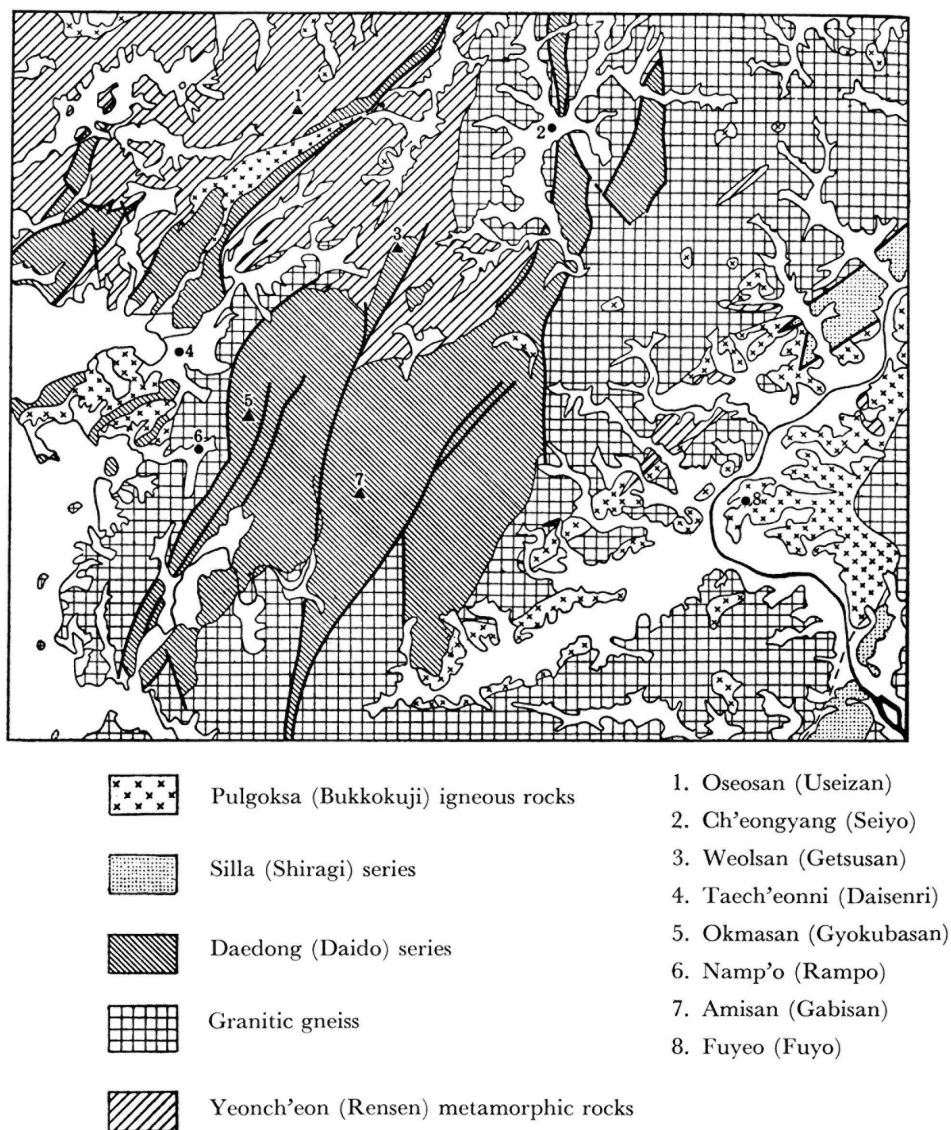 1
2
3
4
5
6
7
8
Pulgoksa (Bukkokuji) igneous rocks
Silla (Shiragi) series
Daedong (Daido) series
Granitic gneiss
Yeonch’eon (Rensen) metamorphic rocks
1. Oseosan (Useizan)
2. Ch’eongyang (Seiyo)
3. Weolsan (Getsusan)
4. Taech’eonni (Daisenri)
5. Okmasan (Gyokubasan)
6. Namp’o (Rampo)
7. Amisan (Gabisan)
8. Fuyeo (Fuyo)